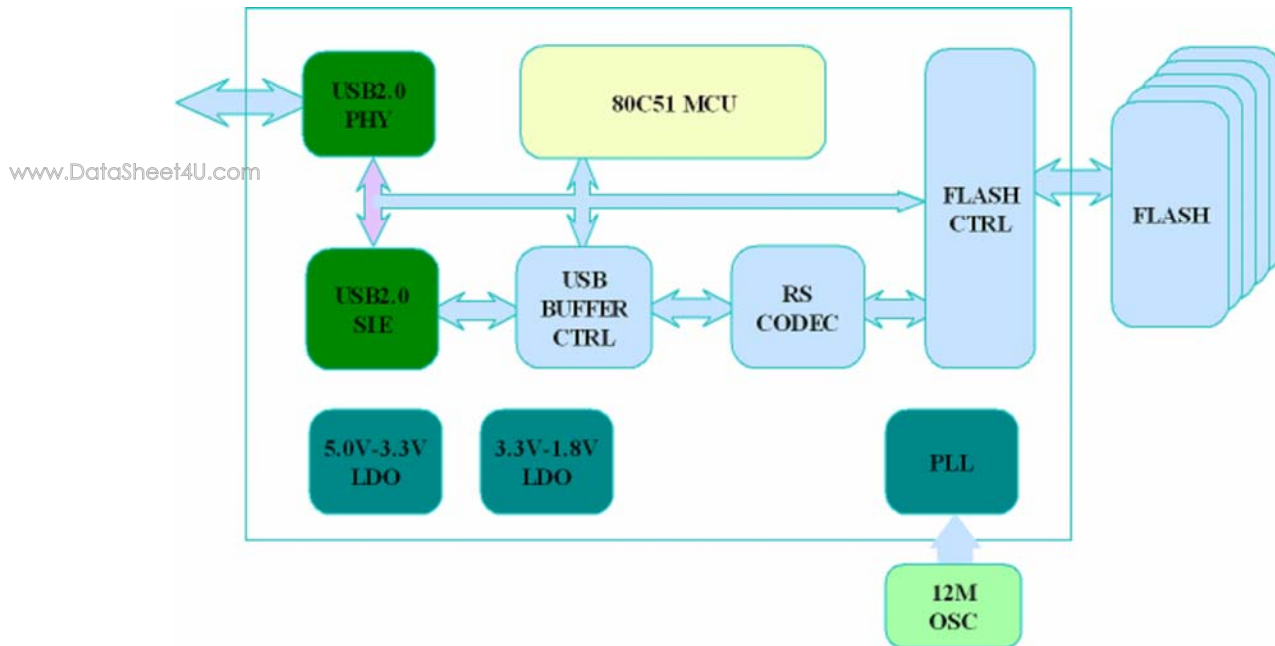 USB2.0
PHY
80C51 MCU
www.DataSheet4U.com
FLASH
CTRL
FLASH
USB2.0
SIE
USB
BUFFER
CTRL
RS
CODEC
5.0V-3.3V
LDO
3.3V-1.8V
LDO
PLL
12M
OSC